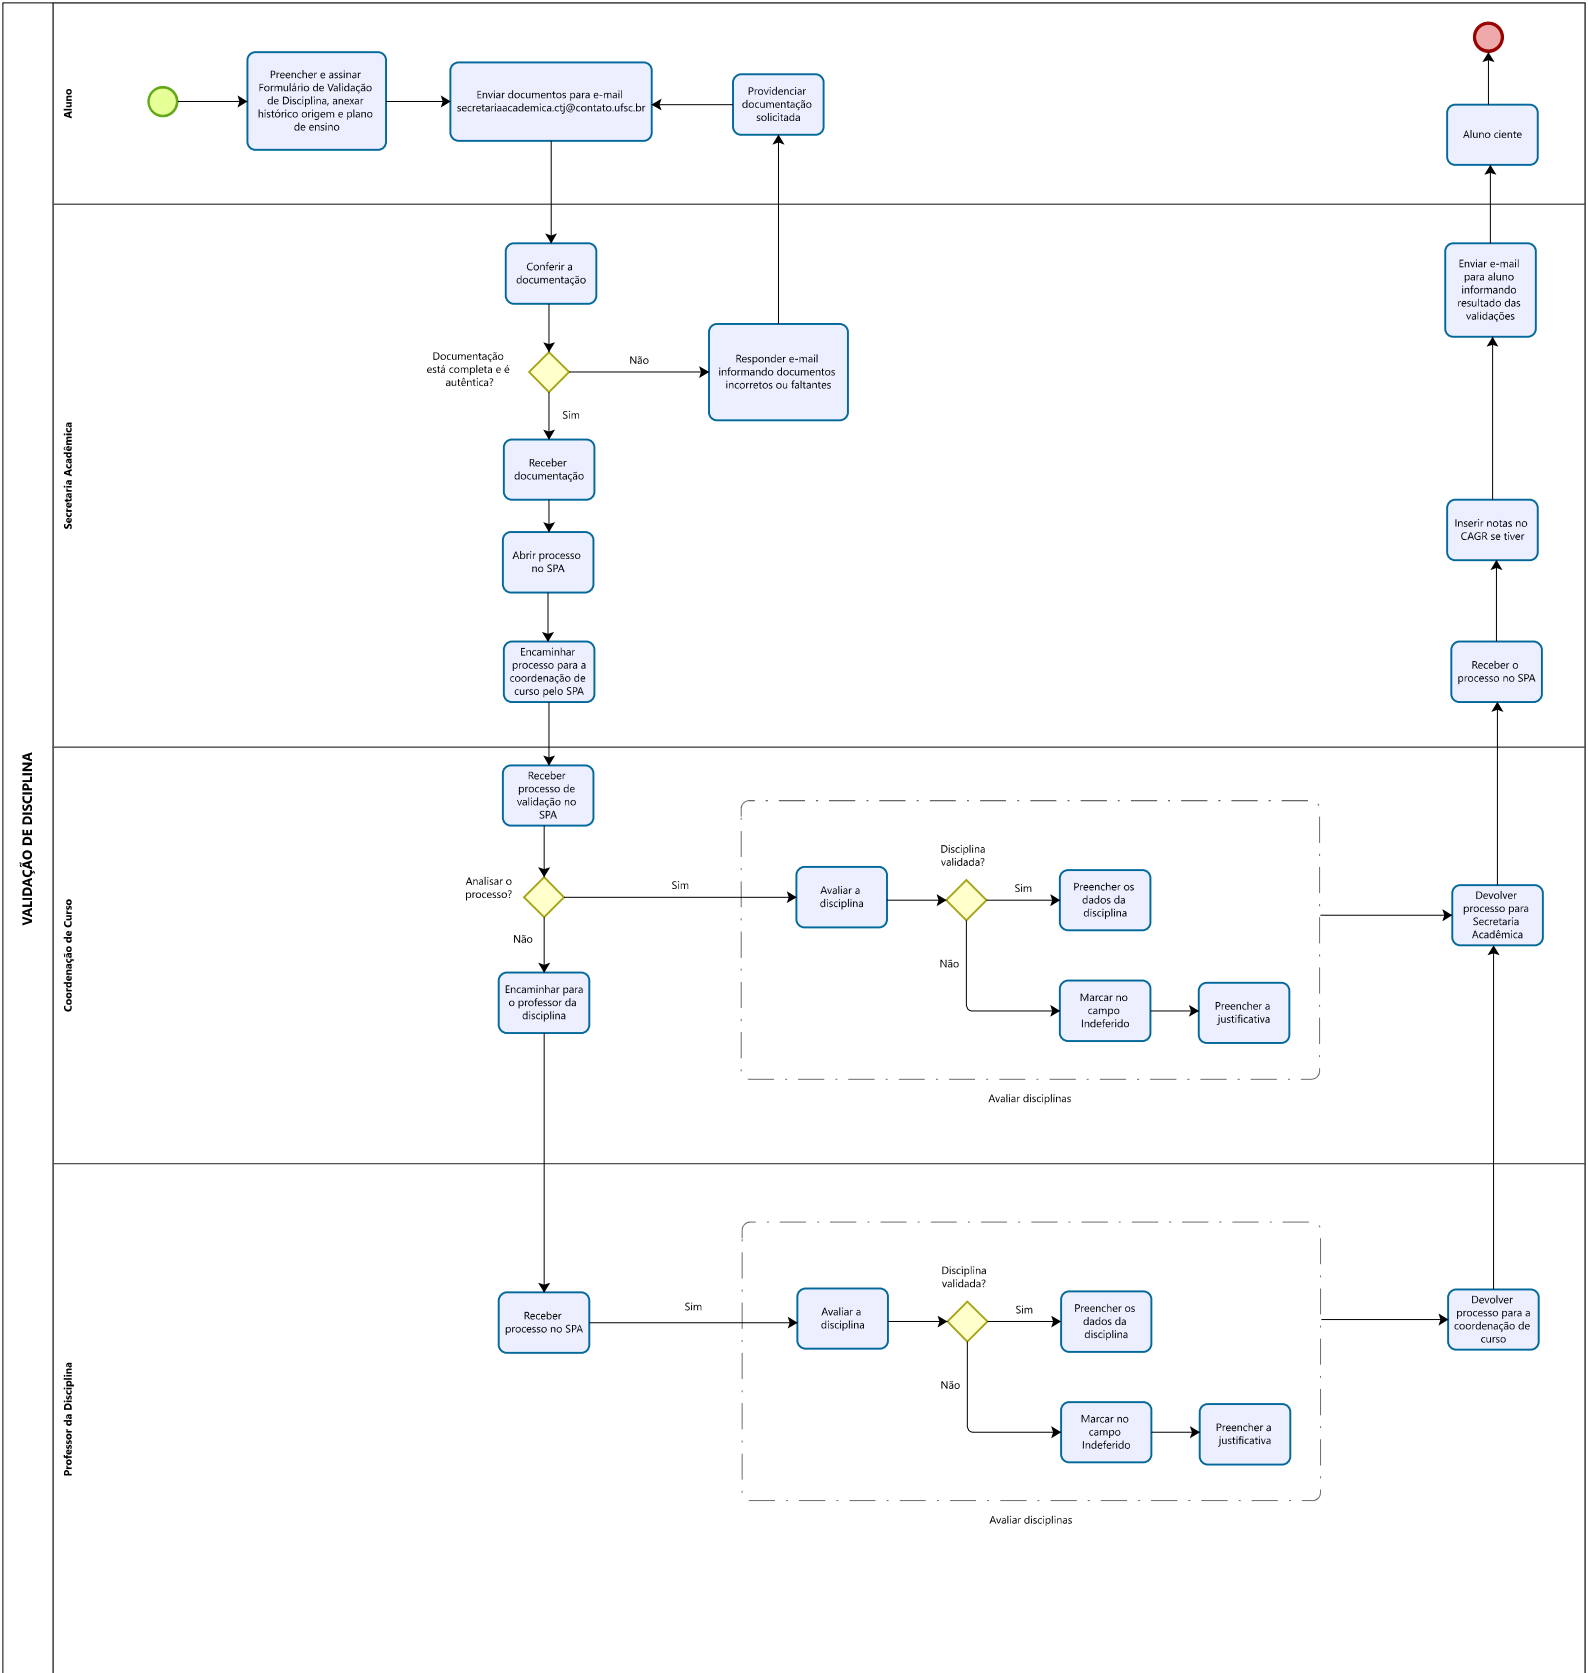 VALIDAÇÃO DE DISCIPLINA
Aluno
Preencher e assinar
Formulário de Validação
de Disciplina, anexar
histórico origem e plano
de ensino
Enviar documentos para e-mail
secretariaacademica.ctj@contato.ufsc.br
Providenciar
documentação
solicitada
Aluno ciente
Secretaria Acadêmica
Conferir a
documentação
Documentação
está completa e é
autêntica?
Não
Responder e-mail
informando documentos
incorretos ou faltantes
Sim
Receber
documentação
Abrir processo
no SPA
Encaminhar
processo para a
coordenação de
curso pelo SPA
Enviar e-mail
para aluno
informando
resultado das
validações
Inserir notas no
CAGR se tiver
Receber o
processo no SPA
Coordenação de Curso
Receber
processo de
validação no
SPA
Analisar o
processo?
Sim
Não
Encaminhar para
o professor da
disciplina
Avaliar a
disciplina
Disciplina
validada?
Sim
Preencher os
dados da
disciplina
Não
Marcar no
campo
Indeferido
Preencher a
justificativa
Avaliar disciplinas
Devolver
processo para
Secretaria
Acadêmica
Professor da Disciplina
Receber
processo no SPA
Sim
Avaliar a
disciplina
Disciplina
validada?
Sim
Preencher os
dados da
disciplina
Não
Marcar no
campo
Indeferido
Preencher a
justificativa
Avaliar disciplinas
Devolver
processo para a
coordenação de
curso